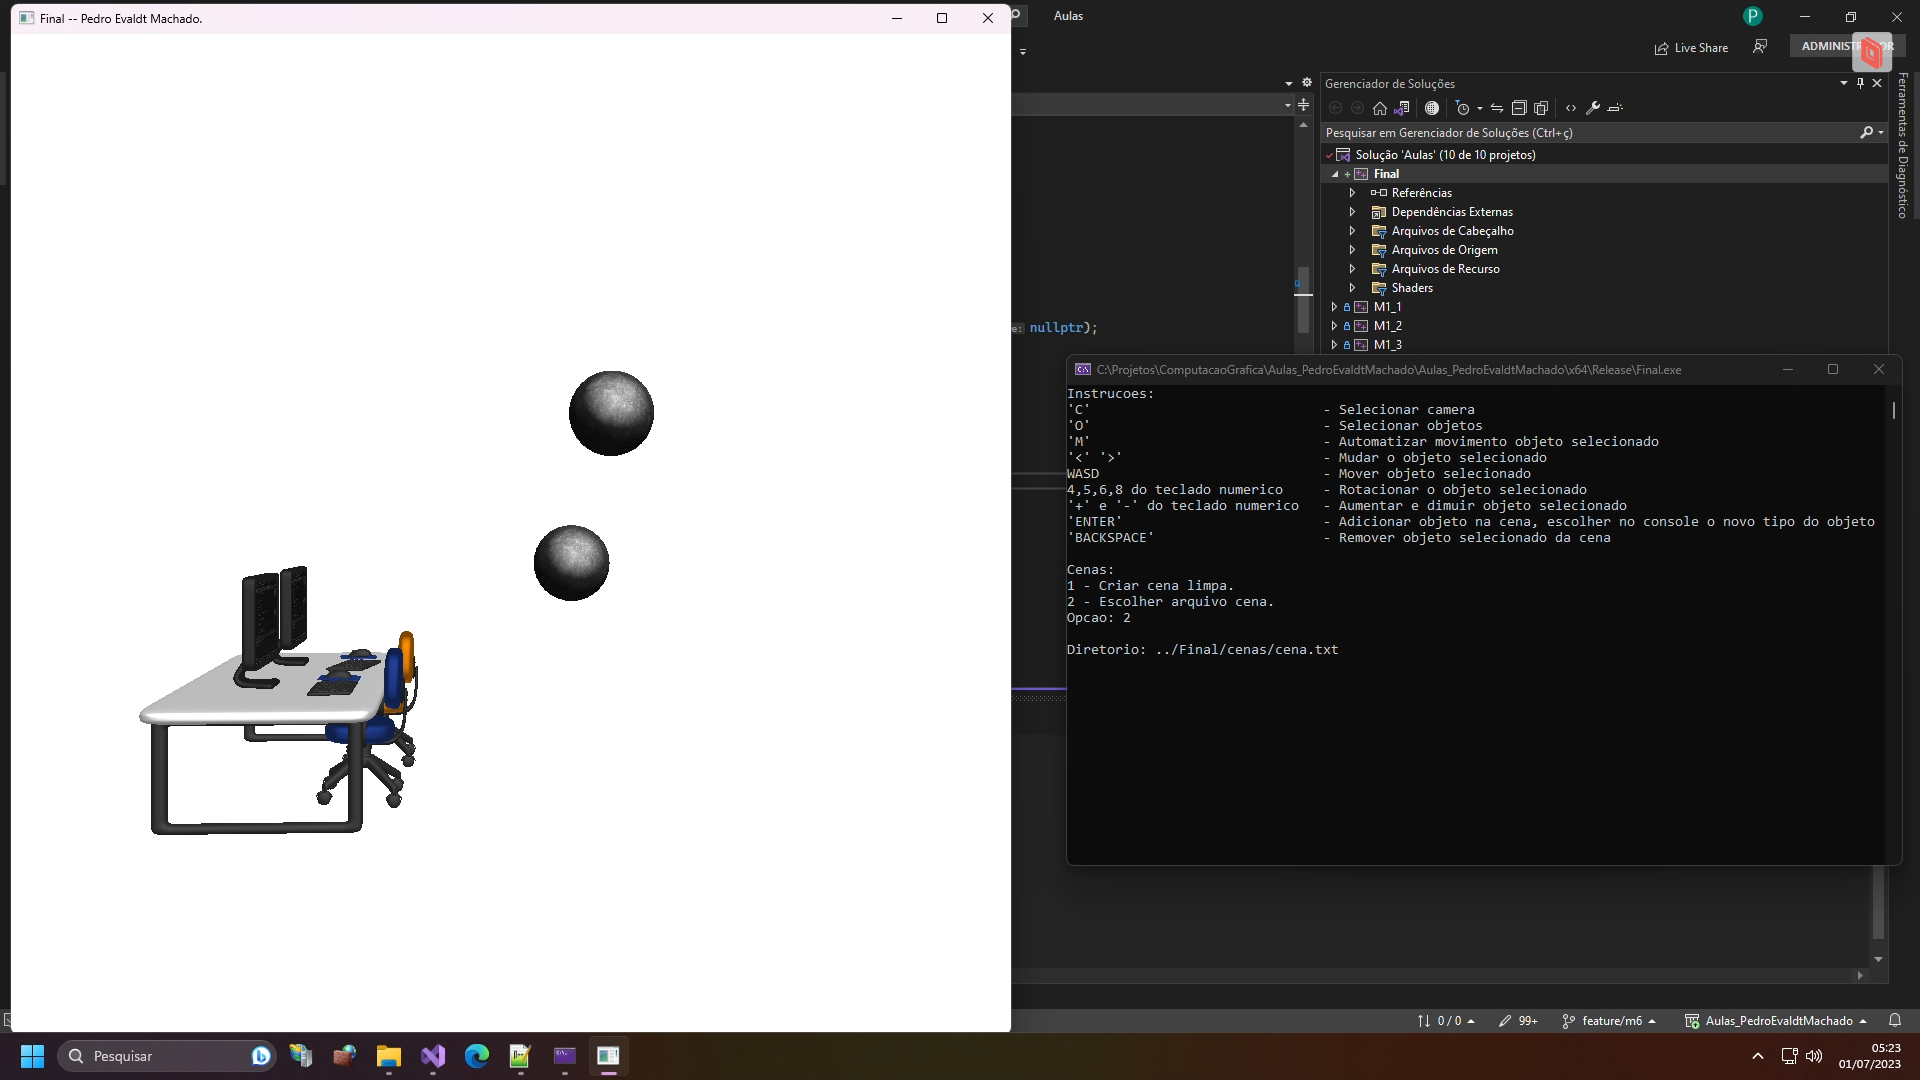 Final -- Pedro Evaldt Machado.
Aulas
P
Live Share
ADMINIST OR
Ferramentas de Diagnóstico
Gerenciador de Soluções
Pesquisar em Gerenciador de Soluções (Ctrl+ç)
Solução 'Aulas' (10 de 10 projetos)
Final
Referências
Dependências Externas
Arquivos de Cabeçalho
Arquivos de Origem
Arquivos de Recurso
Shaders
M1_1
M1_2
M1_3
e: nullptr);
C:\Projetos\ComputacaoGrafica\Aulas_PedroEvaldtMachado\Aulas_PedroEvaldtMachado\x64\Release\Final.exe
Instrucoes:
'C' - Selecionar camera
'O' - Selecionar objetos
'M' - Automatizar movimento objeto selecionado
'<' '>' - Mudar o objeto selecionado
WASD - Mover objeto selecionado
4,5,6,8 do teclado numerico - Rotacionar o objeto selecionado
'+' e '-' do teclado numerico - Aumentar e dimuir objeto selecionado
'ENTER' - Adicionar objeto na cena, escolher no console o novo tipo do objeto
'BACKSPACE' - Remover objeto selecionado da cena
Cenas:
1 - Criar cena limpa.
2 - Escolher arquivo cena.
Opcao: 2
Diretorio: ../Final/cenas/cena.txt
0 / 0
99+
feature/m6
Aulas_PedroEvaldtMachado
Pesquisar
05:23
01/07/2023